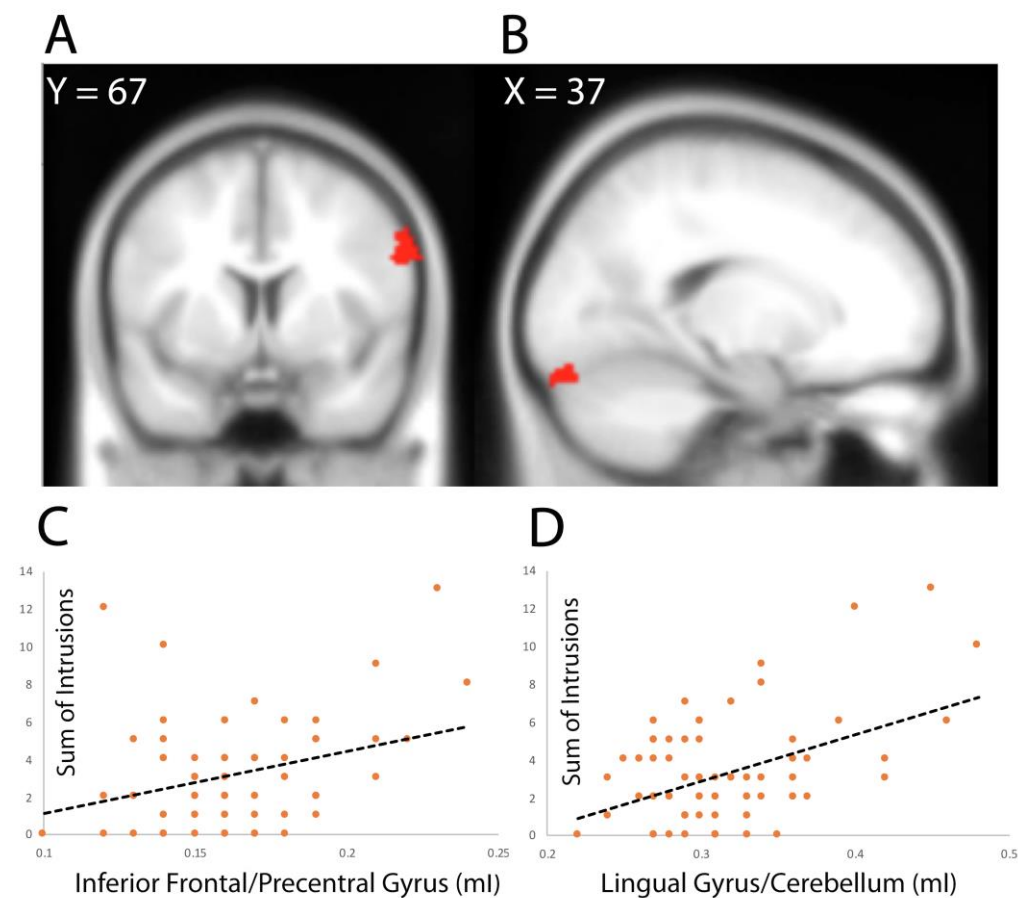 A
B
Y = 67
X = 37
C
D
14
12
10
8
6
4
2
0
Sum of Intrusions
0.1
0.15
0.2
0.25
Inferior Frontal/Precentral Gyrus (ml)
14
12
10
8
6
4
2
0
Sum of Intrusions
0.2
0.3
0.4
0.5
Lingual Gyrus/Cerebellum (ml)